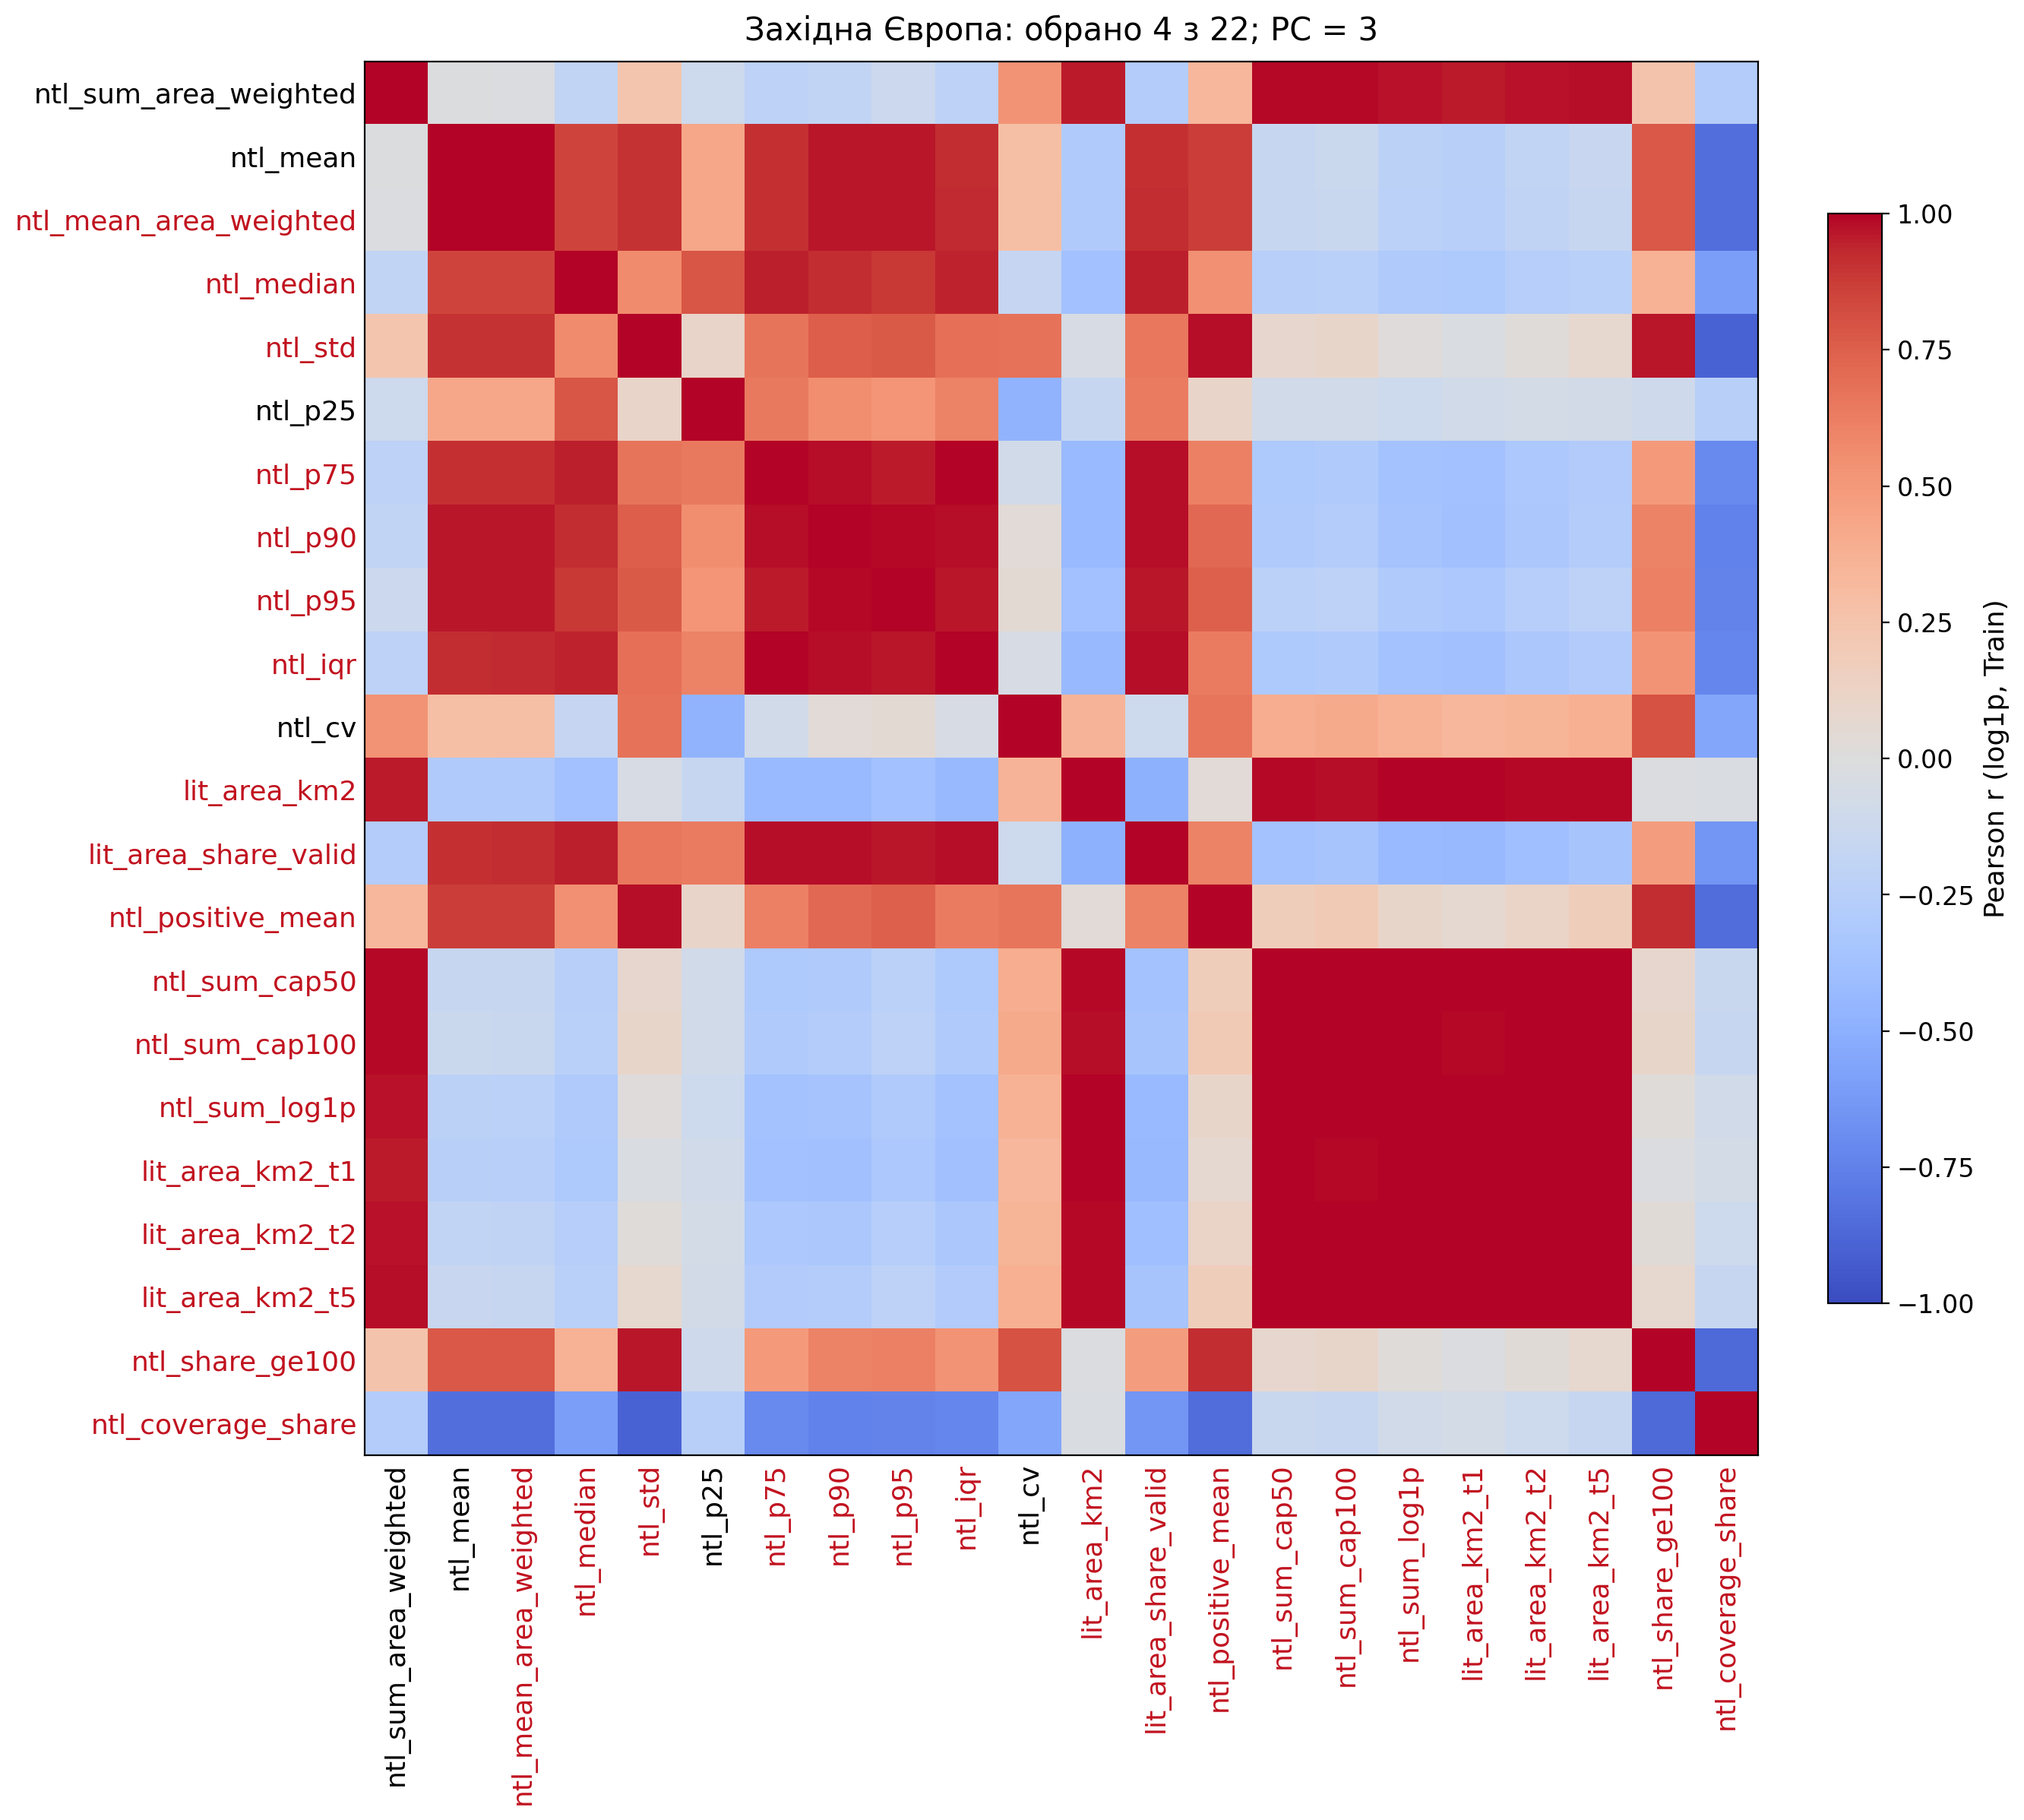 Західна Європа: обрано 4 з 22; PC = 3
ntl_sum_area_weighted
ntl_mean
ntl_mean_area_weighted
ntl_median
ntl_std
ntl_p25
ntl_p75
ntl_p90
ntl_p95
ntl_iqr
ntl_cv
lit_area_km2
lit_area_share_valid
ntl_positive_mean
ntl_sum_cap50
ntl_sum_cap100
ntl_sum_log1p
lit_area_km2_t1
lit_area_km2_t2
lit_area_km2_t5
ntl_share_ge100
ntl_coverage_share
ntl_sum_area_weighted
ntl_mean
ntl_mean_area_weighted
ntl_median
ntl_std
ntl_p25
ntl_p75
ntl_p90
ntl_p95
ntl_iqr
ntl_cv
lit_area_km2
lit_area_share_valid
ntl_positive_mean
ntl_sum_cap50
ntl_sum_cap100
ntl_sum_log1p
lit_area_km2_t1
lit_area_km2_t2
lit_area_km2_t5
ntl_share_ge100
ntl_coverage_share
1.00
0.75
0.50
0.25
0.00
−0.25
−0.50
−0.75
−1.00
Pearson r (log1p, Train)